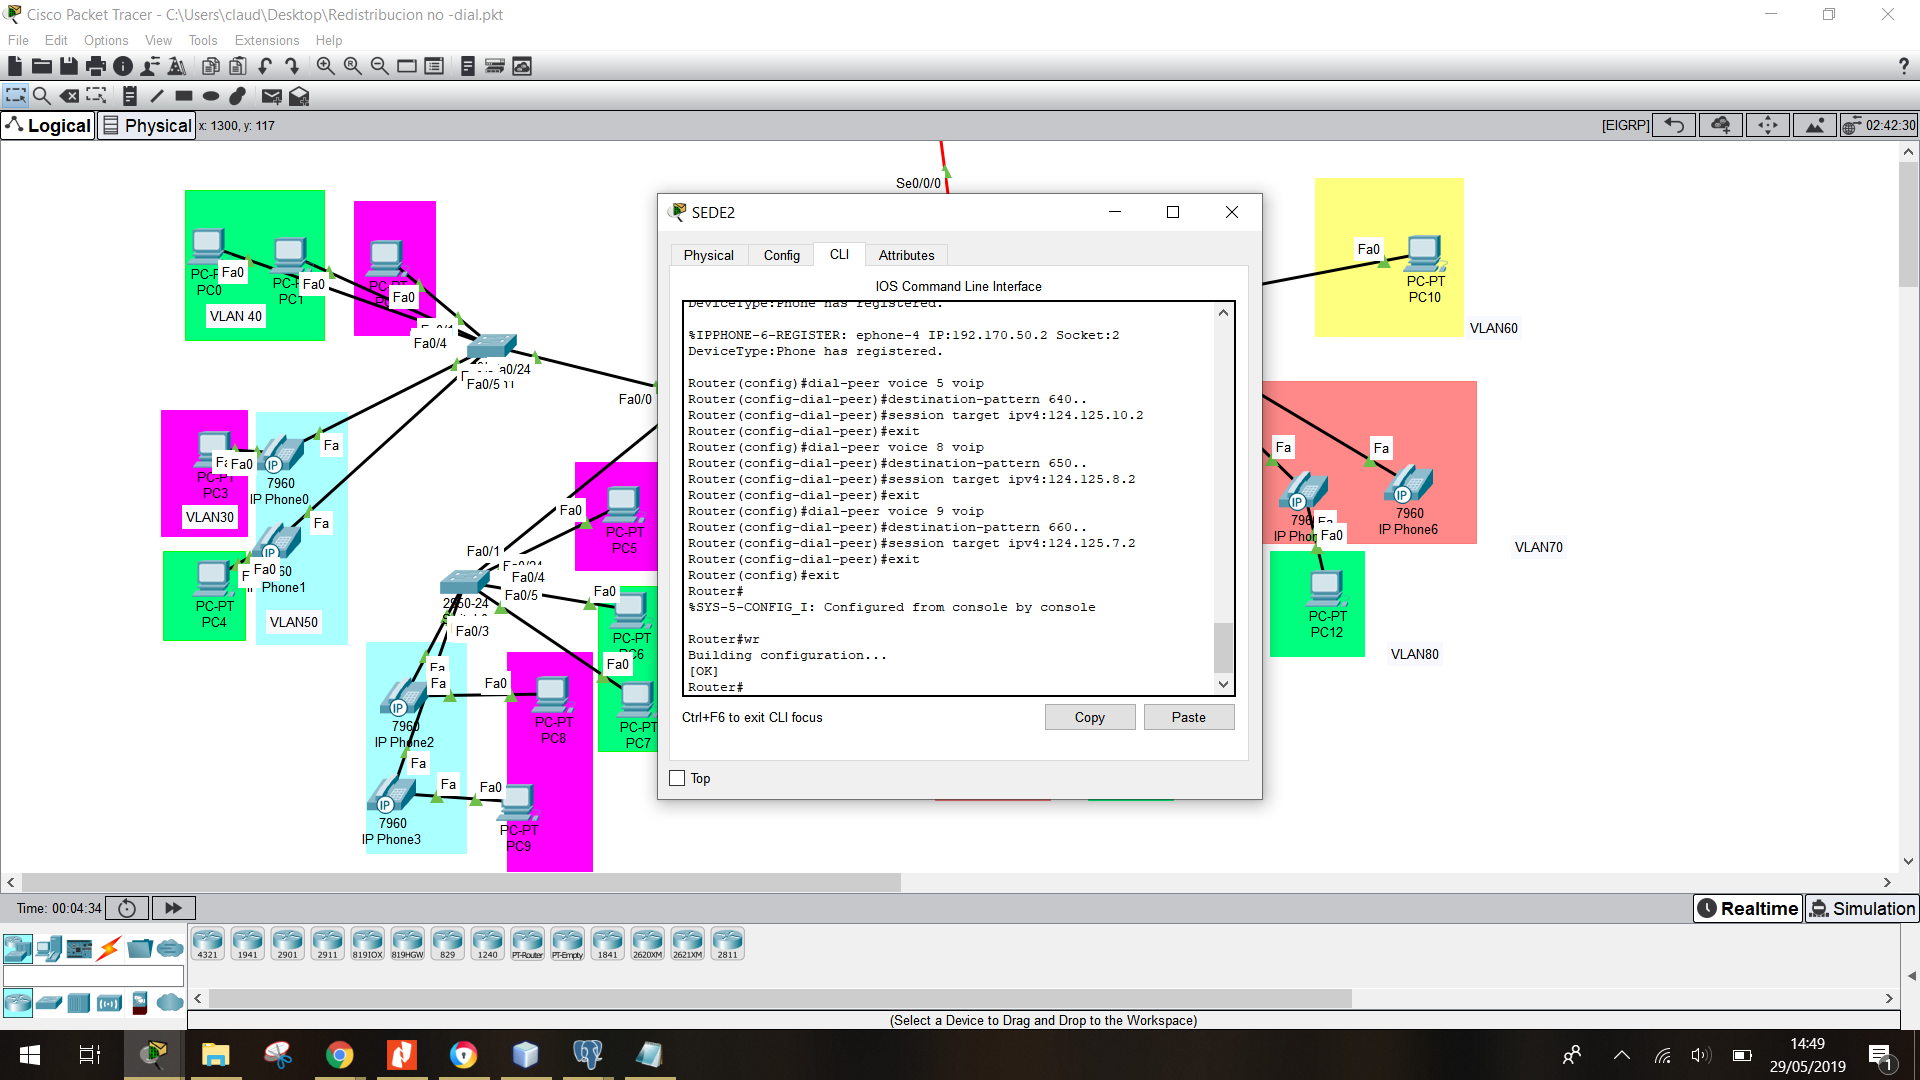 Cisco Packet Tracer - C:\Users\claud\Desktop\Redistribucion no -dial.pkt
File Edit Options View Tools Extensions Help
Logical Physical x: 1300, y: 117 [EIGRP] 02:42:30
Se0/0/0
PC0
Fa0
PC1
Fa0
VLAN 40
Fa0
Fa0/4
Fa0/5
Fa0/0
Fa0
PC-PT
PC3
VLAN30
7960
IP Phone0
Fa
Fa
Fa0
PC-PT
PC4
Phone1
VLAN50
Fa0
PC-PT
PC5
Fa0/1
Fa0/4
Fa0/5
Fa0/3
Fa0
PC-PT
PC6
Fa0
PC-PT
PC7
Fa
Fa
Fa0
7960
IP Phone2
PC-PT
PC8
Fa
Fa
Fa0
7960
IP Phone3
PC-PT
PC9
SEDE2
Physical Config CLI Attributes
IOS Command Line Interface
DeviceType:Phone has registered.
%IPPHONE-6-REGISTER: ephone-4 IP:192.170.50.2 Socket:2
DeviceType:Phone has registered.
Router(config)#dial-peer voice 5 voip
Router(config-dial-peer)#destination-pattern 640..
Router(config-dial-peer)#session target ipv4:124.125.10.2
Router(config-dial-peer)#exit
Router(config)#dial-peer voice 8 voip
Router(config-dial-peer)#destination-pattern 650..
Router(config-dial-peer)#session target ipv4:124.125.8.2
Router(config-dial-peer)#exit
Router(config)#dial-peer voice 9 voip
Router(config-dial-peer)#destination-pattern 660..
Router(config-dial-peer)#session target ipv4:124.125.7.2
Router(config-dial-peer)#exit
Router(config)#exit
Router#
%SYS-5-CONFIG_I: Configured from console by console
Router#wr
Building configuration...
[OK]
Router#
Ctrl+F6 to exit CLI focus
Copy Paste
Top
Fa0
PC-PT
PC10
VLAN60
Fa
Fa
7960
IP Phone6
Fa0
VLAN70
PC-PT
PC12
VLAN80
Time: 00:04:34
Realtime Simulation
4321 1941 2901 2911 819IOX 819HGW 829 1240 PT-Router PT-Empty 1841 2620XM 2621XM 2811
(Select a Device to Drag and Drop to the Workspace)
14:49
29/05/2019
1